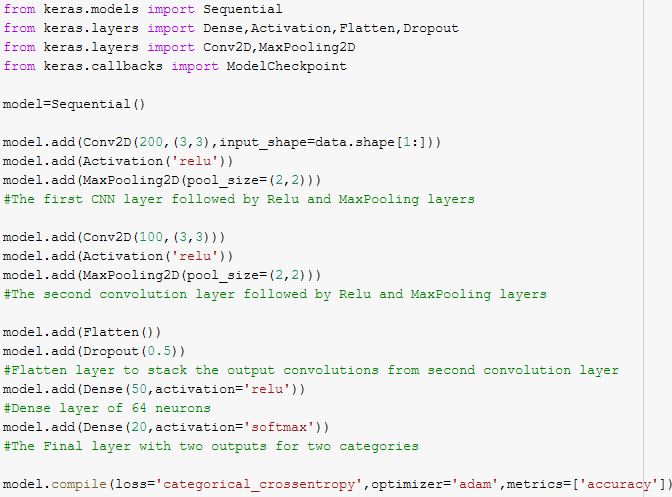 from keras.models import Sequential
from keras.layers import Dense,Activation,Flatten,Dropout
from keras.layers import Conv2D,MaxPooling2D
from keras.callbacks import ModelCheckpoint

model=Sequential()

model.add(Conv2D(200,(3,3),input_shape=data.shape[1:]))
model.add(Activation('relu'))
model.add(MaxPooling2D(pool_size=(2,2)))
#The first CNN layer followed by Relu and MaxPooling layers

model.add(Conv2D(100,(3,3)))
model.add(Activation('relu'))
model.add(MaxPooling2D(pool_size=(2,2)))
#The second convolution layer followed by Relu and MaxPooling layers

model.add(Flatten())
model.add(Dropout(0.5))
#Flatten layer to stack the output convolutions from second convolution layer
model.add(Dense(50,activation='relu'))
#Dense layer of 64 neurons
model.add(Dense(20,activation='softmax'))
#The Final layer with two outputs for two categories

model.compile(loss='categorical_crossentropy',optimizer='adam',metrics=['accuracy'])